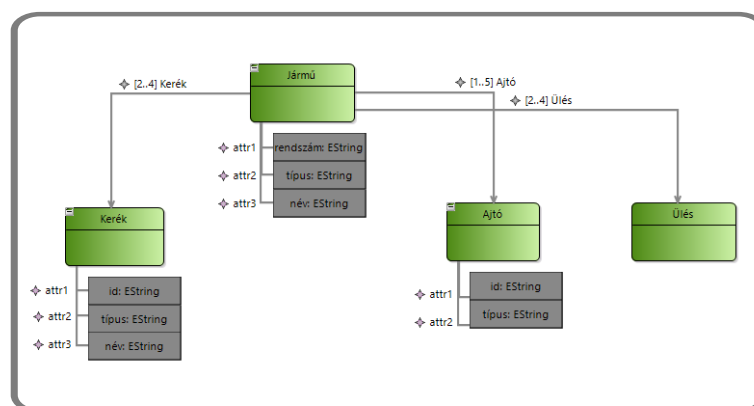 Jármű
[2..4] Kerék
[1..5] Ajtó
[2..4] Ülés
attr1
rendszám: EString
attr2
típus: EString
attr3
név: EString
Kerék
Ajtó
Ülés
attr1
id: EString
attr2
típus: EString
attr3
név: EString
attr1
id: EString
attr2
típus: EString